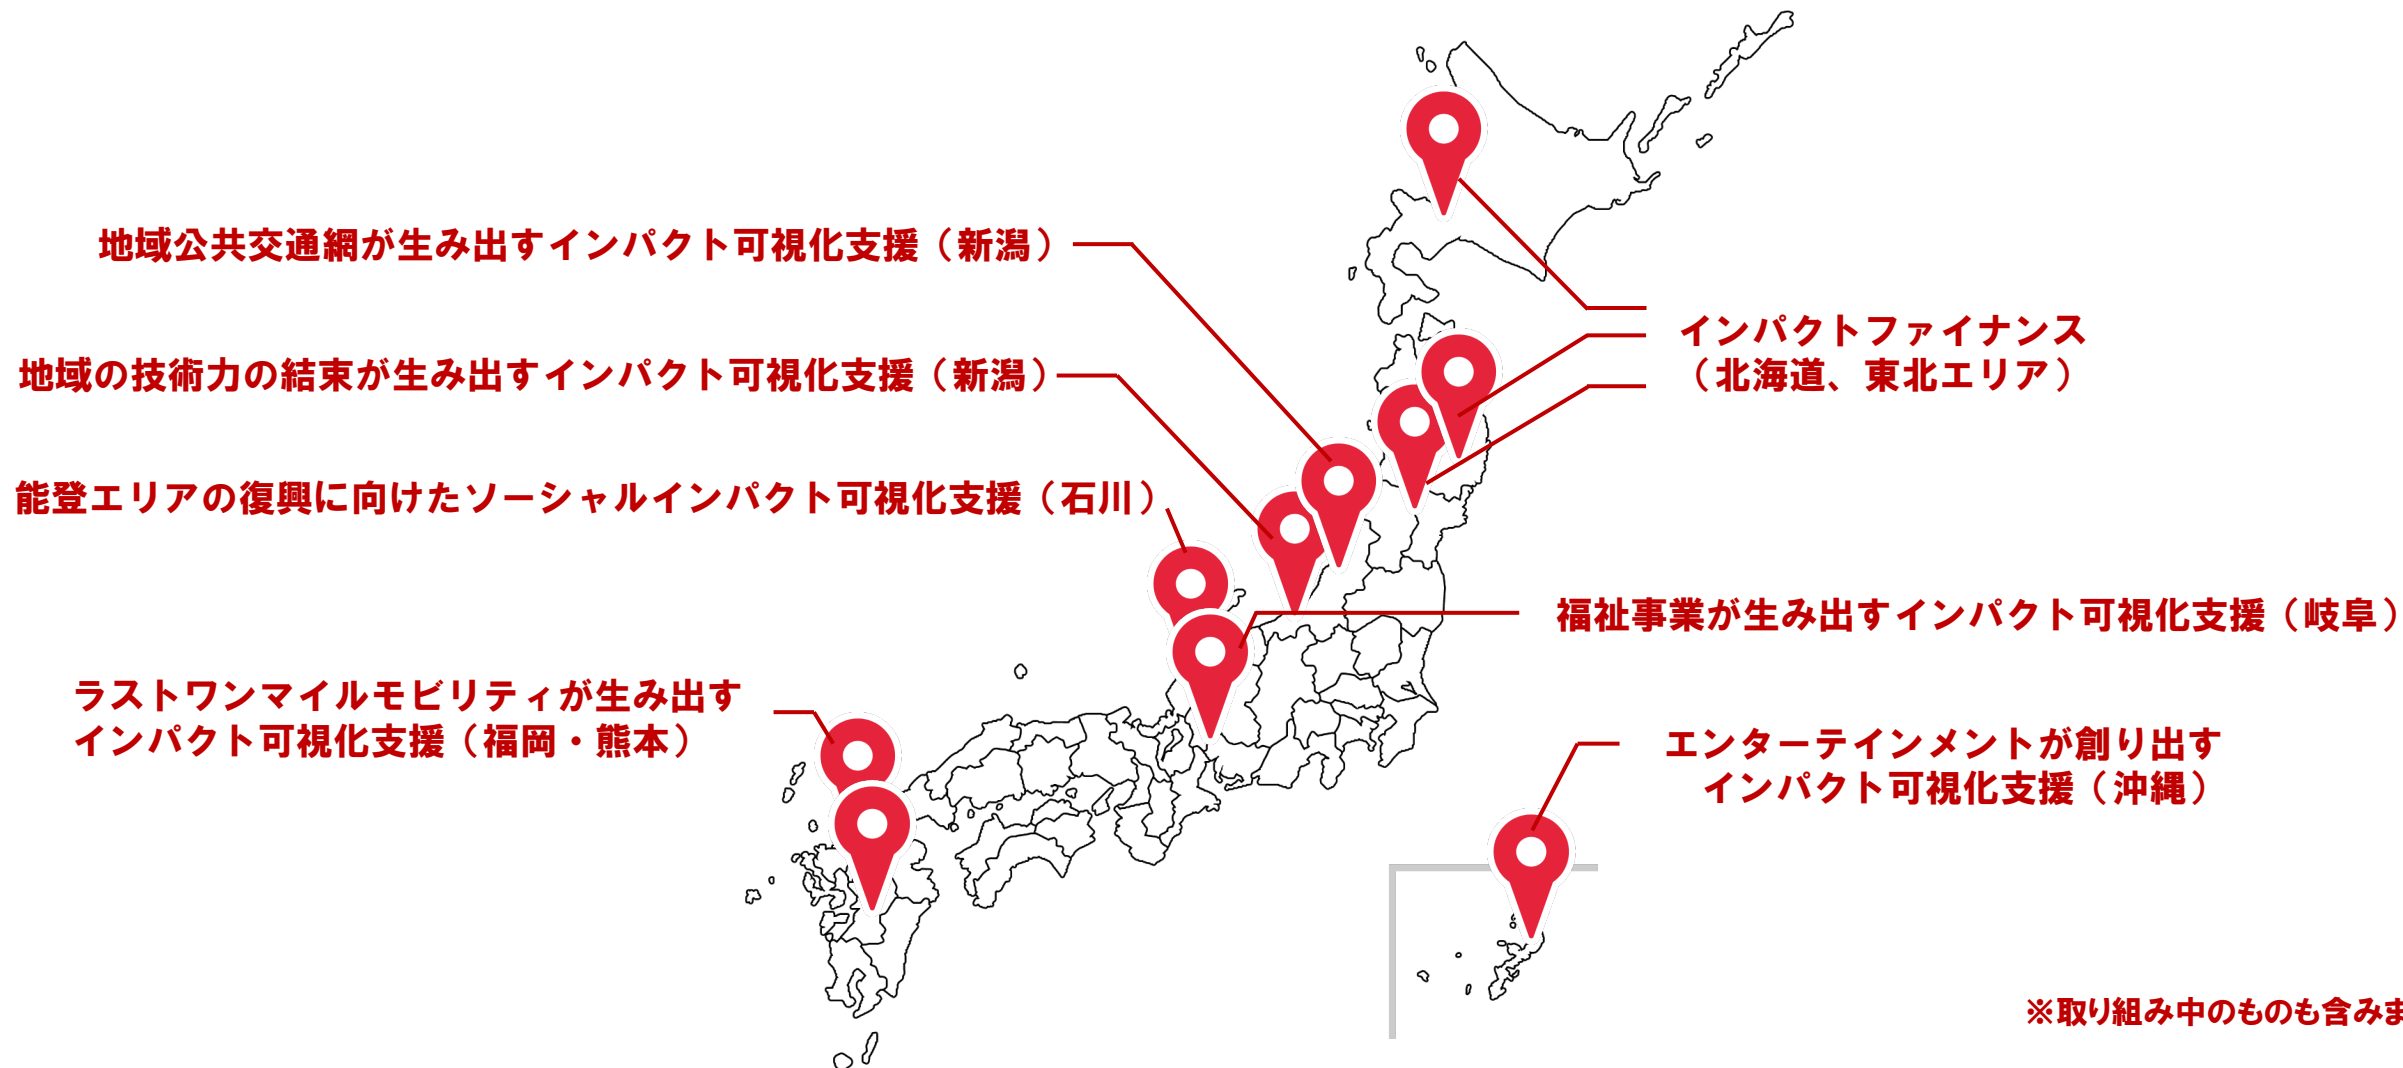 地域公共交通網が生み出すインパクト可視化支援（新潟）
地域の技術力の結束が生み出すインパクト可視化支援（新潟）
能登エリアの復興に向けたソーシャルインパクト可視化支援（石川）
ラストワンマイルモビリティが生み出す
インパクト可視化支援（福岡・熊本）
インパクトファイナンス
（北海道、東北エリア）
福祉事業が生み出すインパクト可視化支援（岐阜）
エンターテインメントが創り出す
インパクト可視化支援（沖縄）
※取り組み中のものも含みま